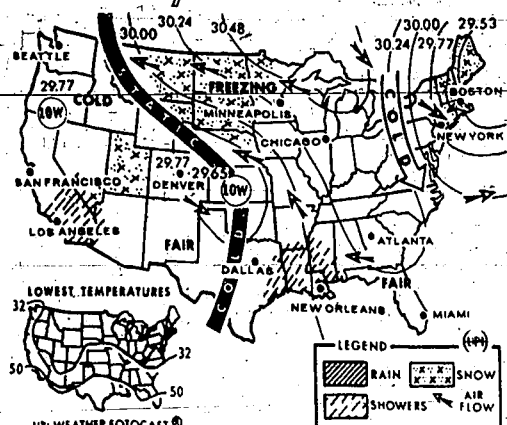 30.00
30.24
30.48
30.24
30.00
29.77
29.53
SEATTLE
29.77
COLD
LOW
STATIC
FREEZING
MINNEAPOLIS
CHICAGO
COLD
BOSTON
NEW YORK
SAN FRANCISCO
29.77
29.65
DENVER
LOW
LOS ANGELES
FAIR
COLD
DALLAS
ATLANTA
NEW ORLEANS
FAIR
MIAMI
LOWEST TEMPERATURES
32
32
50
50
UPI WEATHER FOTOCAST ®
LEGEND
UPI
RAIN
SNOW
SHOWERS
AIR FLOW